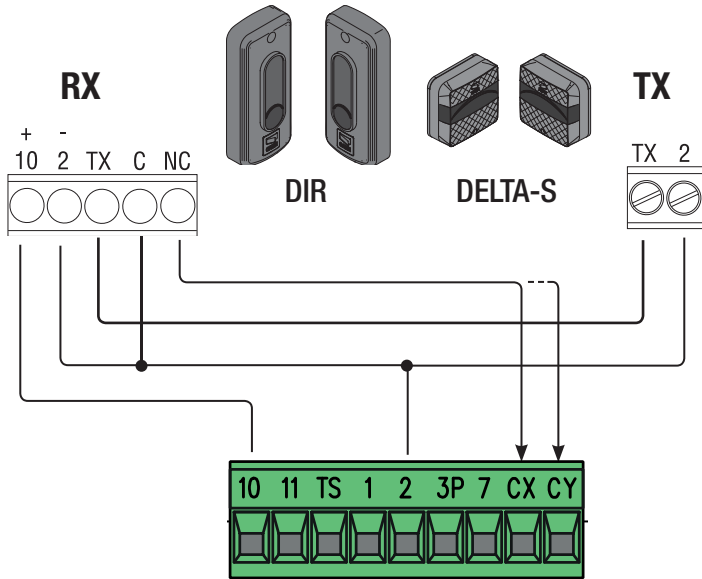 RX
TX
+ -
10 2 TX C NC
TX 2
DIR
DELTA-S
10 11 TS 1 2 3P 7 CX CY